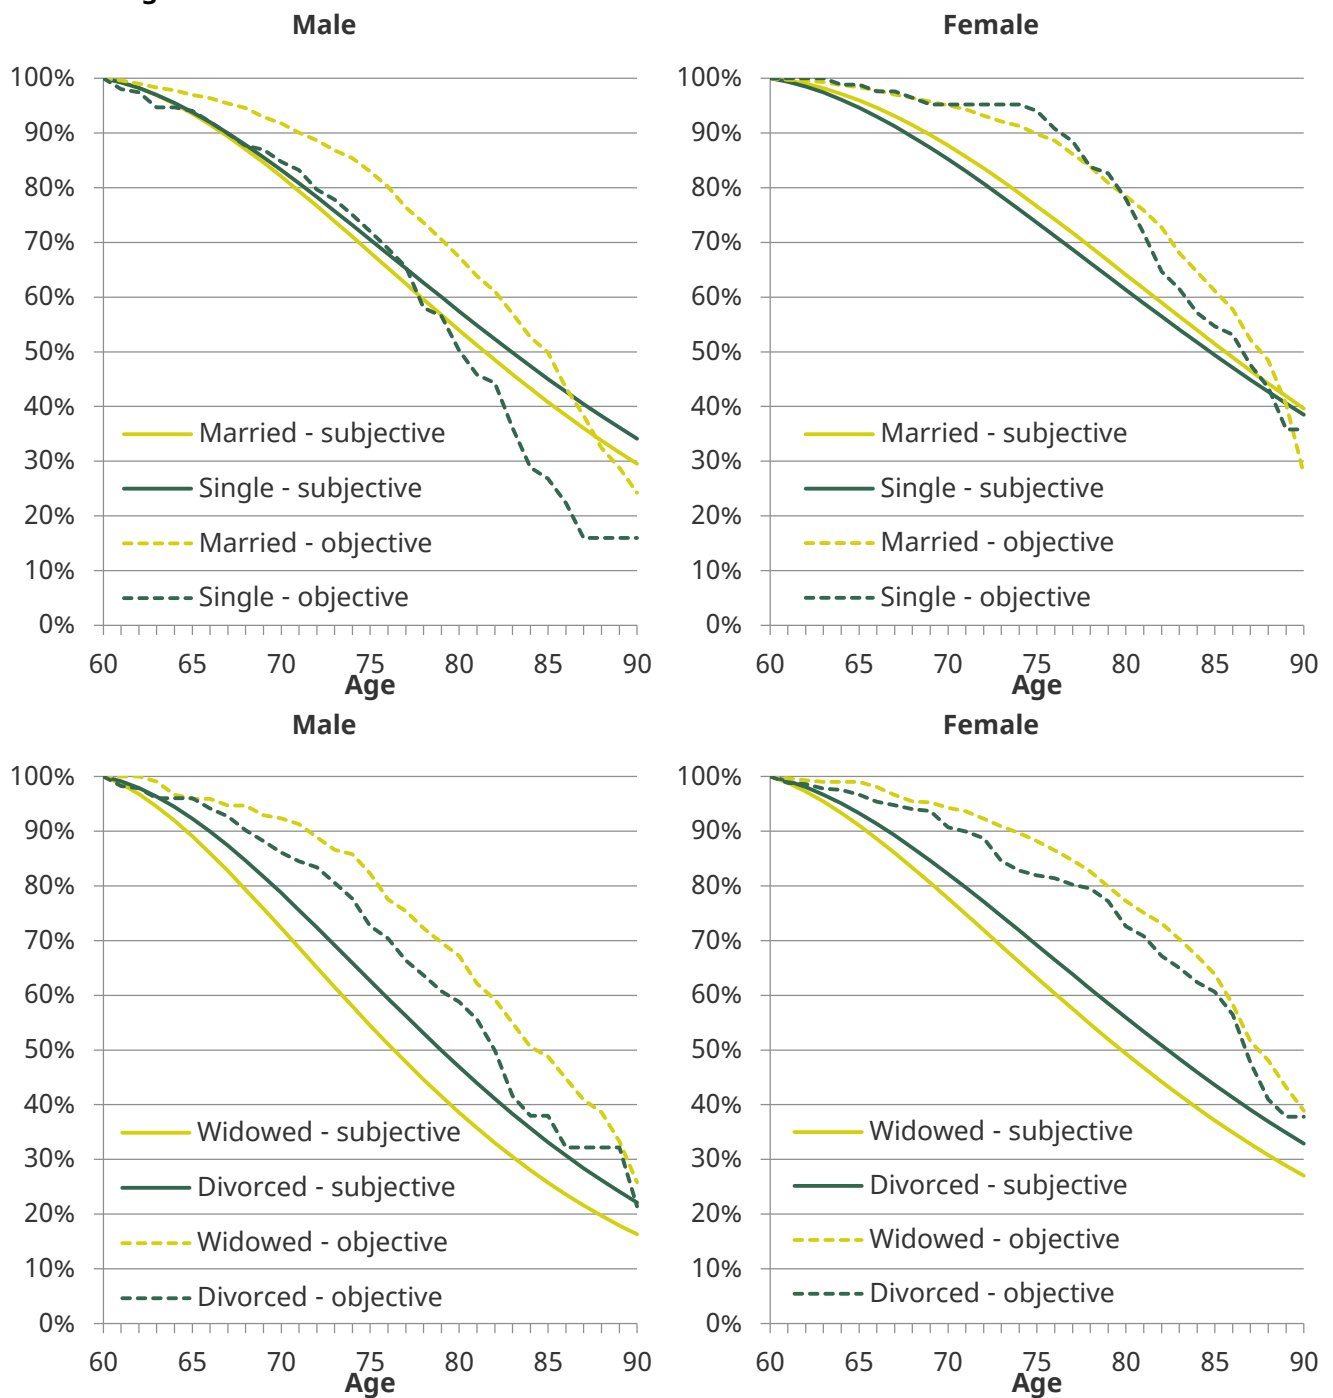 Male
100%
90%
80%
70%
60%
50%
40%
30%
20%
10%
0%
Married - subjective
Single - subjective
Married - objective
Single - objective
60 65 70 75 80 85 90
Age
Female
100%
90%
80%
70%
60%
50%
40%
30%
20%
10%
0%
Married - subjective
Single - subjective
Married - objective
Single - objective
60 65 70 75 80 85 90
Age
Male
100%
90%
80%
70%
60%
50%
40%
30%
20%
10%
0%
Widowed - subjective
Divorced - subjective
Widowed - objective
Divorced - objective
60 65 70 75 80 85 90
Age
Female
100%
90%
80%
70%
60%
50%
40%
30%
20%
10%
0%
Widowed - subjective
Divorced - subjective
Widowed - objective
Divorced - objective
60 65 70 75 80 85 90
Age